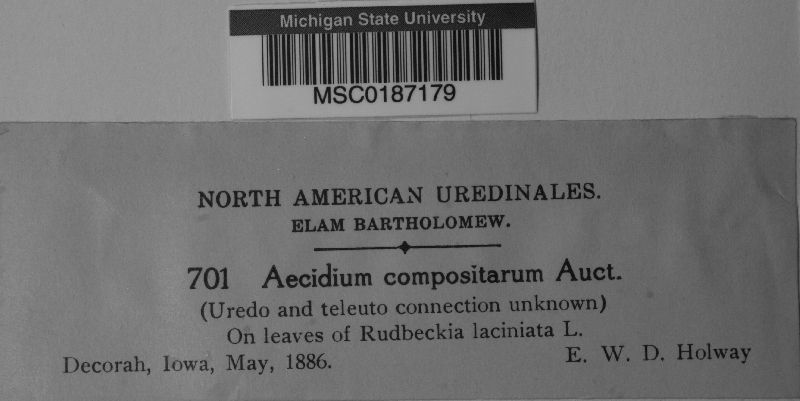 Michigan State University
MSC0187179
NORTH AMERICAN UREDINALES.
ELAM BARTHOLOMEW.
701 Aecidium compositarum Auct.
(Uredo and teleuto connection unknown)
On leaves of Rudbeckia laciniata L.
Decorah, Iowa, May, 1886. E. W. D. Holway